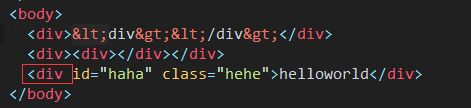 <body>
<div>&lt;div&gt;&lt;/div&gt;</div>
<div><div></div></div>
<div id="haha" class="hehe">helloworld</div>
</body>